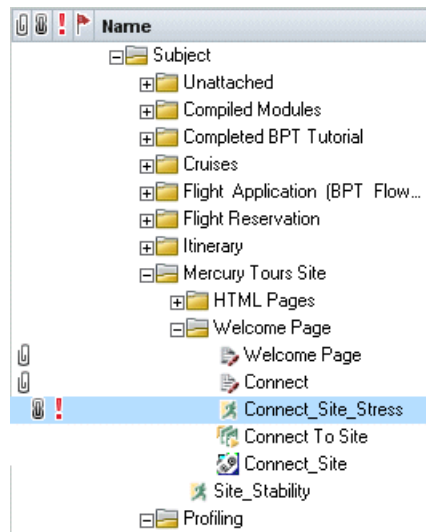 Name
Subject
Unattached
Compiled Modules
Completed BPT Tutorial
Cruises
Flight Application (BPT Flow...
Flight Reservation
Itinerary
Mercury Tours Site
HTML Pages
Welcome Page
Welcome Page
Connect
Connect_Site_Stress
Connect To Site
Connect_Site
Site_Stability
Profiling